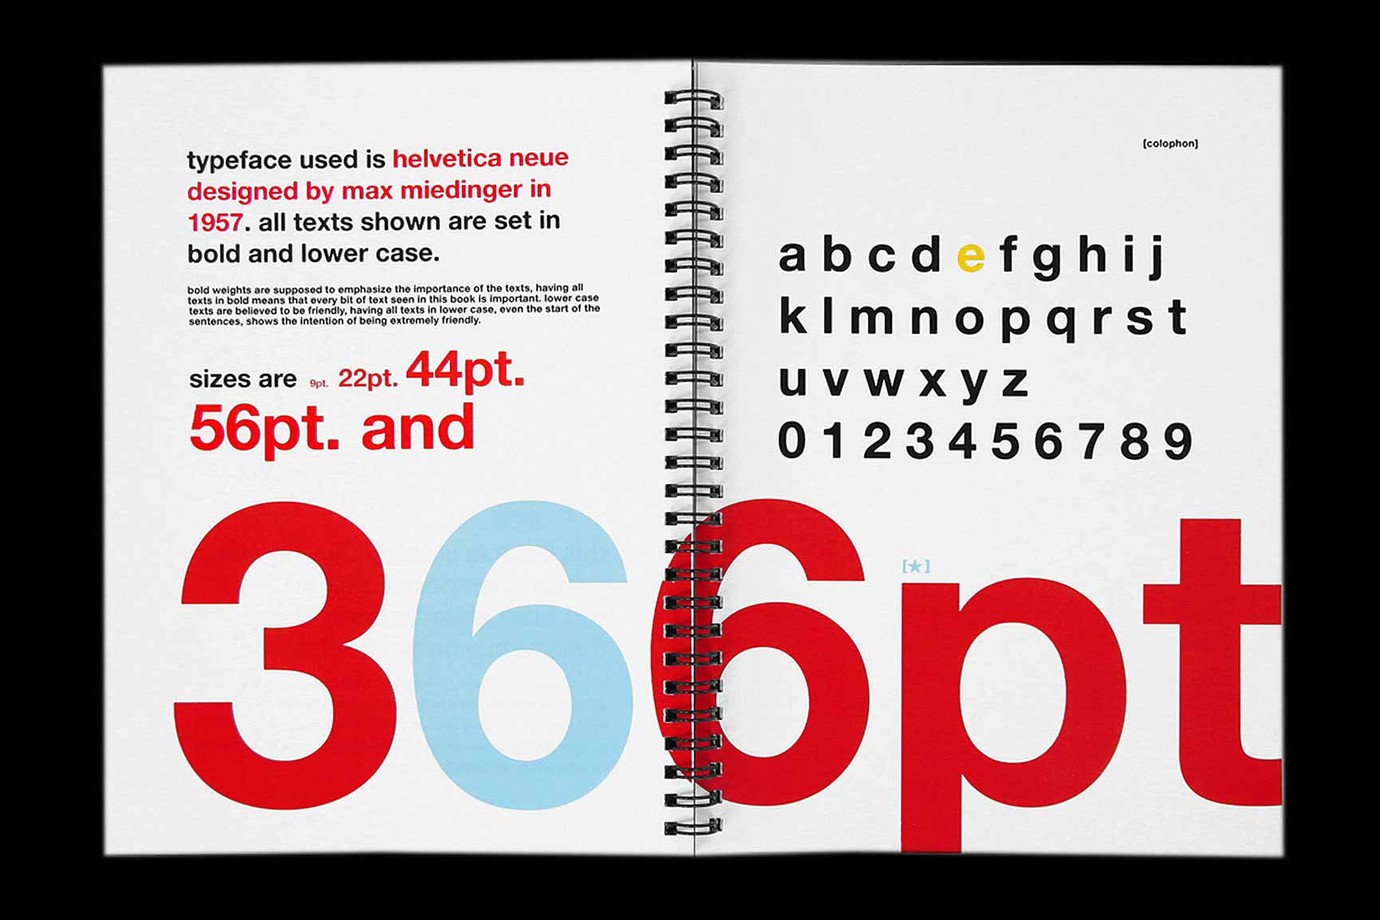 typeface used is helvetica neue
designed by max miedinger in
1957. all texts shown are set in
bold and lower case.
bold weights are supposed to emphasize the importance of the texts, having all
texts in bold means that every bit of text seen in this book is important. lower case
texts are believed to be friendly, having all texts in lower case, even the start of the
sentences, shows the intention of being extremely friendly.
sizes are 9pt. 22pt. 44pt.
56pt. and
366pt
[colophon]
a b c d e f g h i j
k l m n o p q r s t
u v w x y z
0 1 2 3 4 5 6 7 8 9
[★]